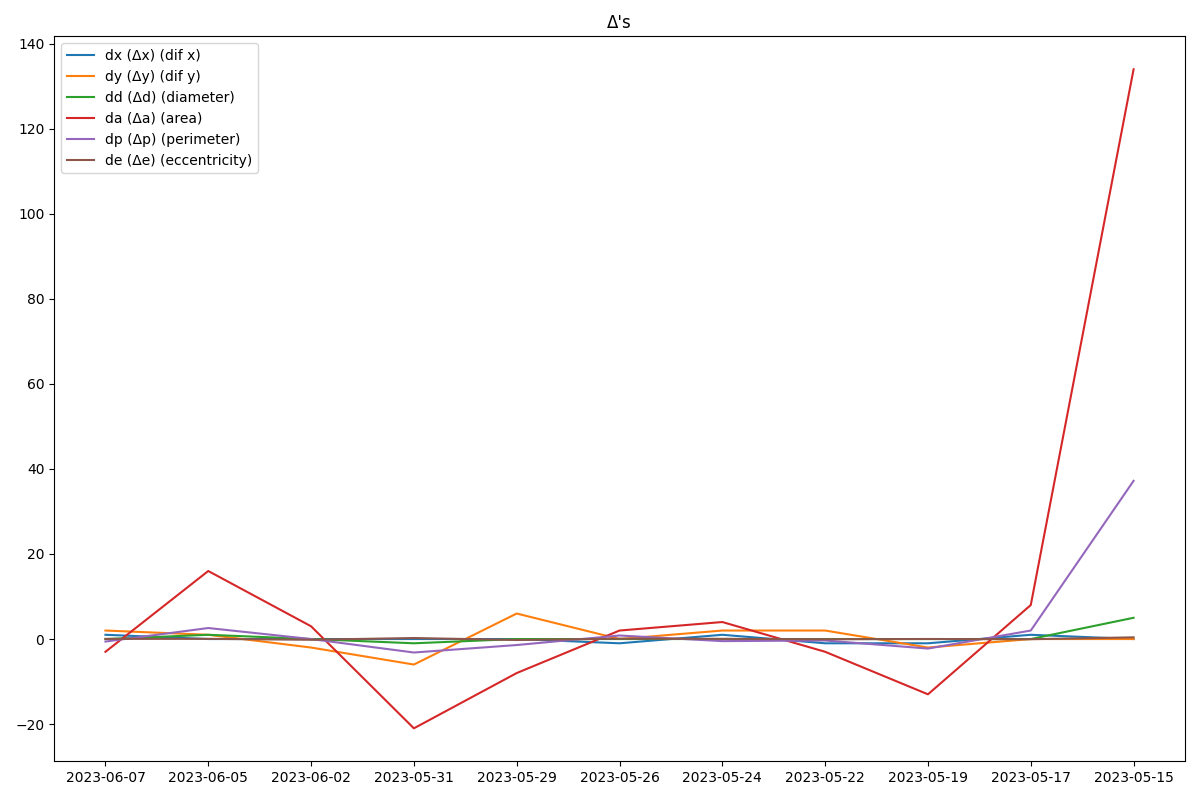 Δ's
dx (Δx) (dif x)
dy (Δy) (dif y)
dd (Δd) (diameter)
da (Δa) (area)
dp (Δp) (perimeter)
de (Δe) (eccentricity)
140
120
100
80
60
40
20
0
−20
2023-06-07 2023-06-05 2023-06-02 2023-05-31 2023-05-29 2023-05-26 2023-05-24 2023-05-22 2023-05-19 2023-05-17 2023-05-15